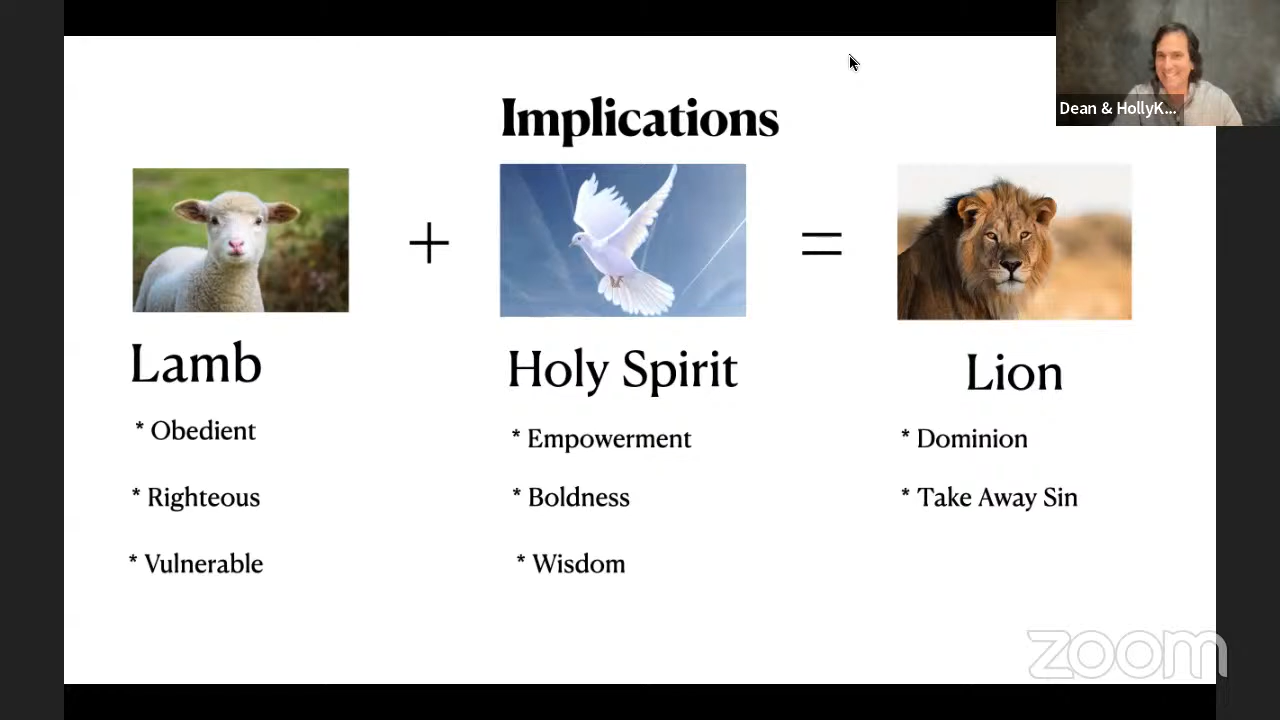 Dean & HollyK...
Implications
+
=
Lamb
* Obedient
* Righteous
* Vulnerable
Holy Spirit
* Empowerment
* Boldness
* Wisdom
Lion
* Dominion
* Take Away Sin
zoom